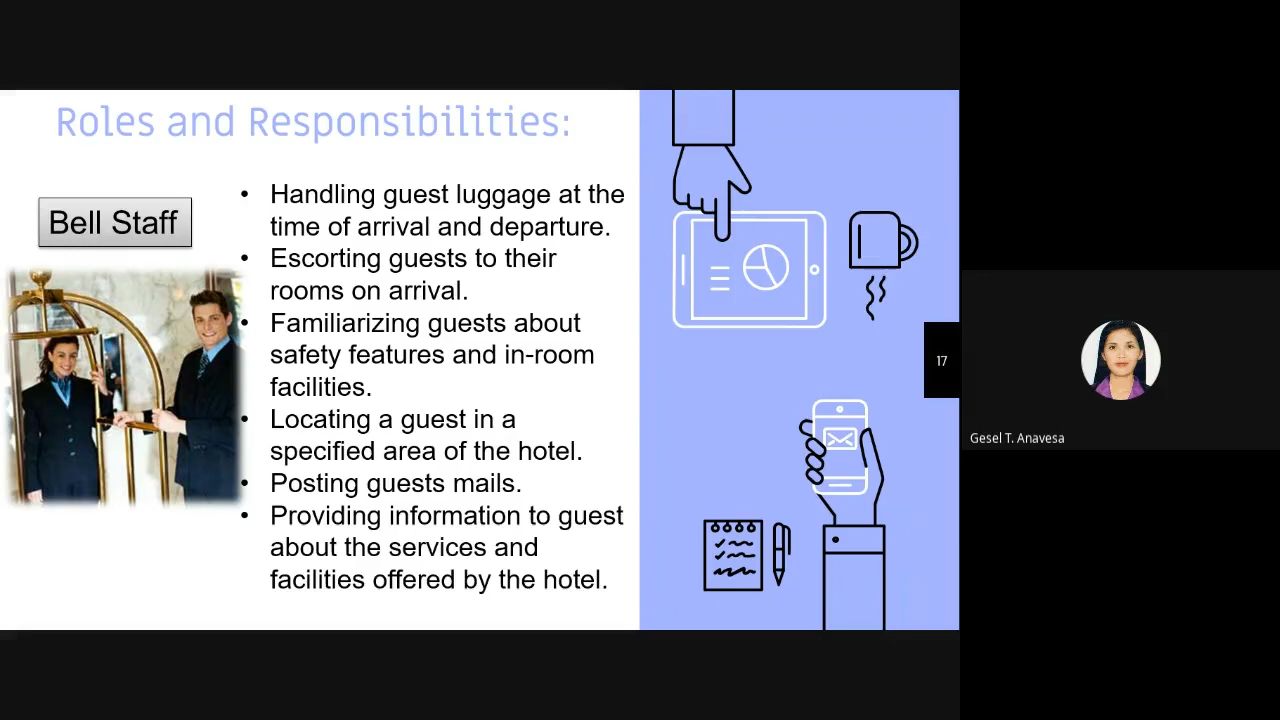 Roles and Responsibilities:
Bell Staff
• Handling guest luggage at the
time of arrival and departure.
• Escorting guests to their
rooms on arrival.
• Familiarizing guests about
safety features and in-room
facilities.
• Locating a guest in a
specified area of the hotel.
• Posting guests mails.
• Providing information to guest
about the services and
facilities offered by the hotel.
17
Gesel T. Anavesa